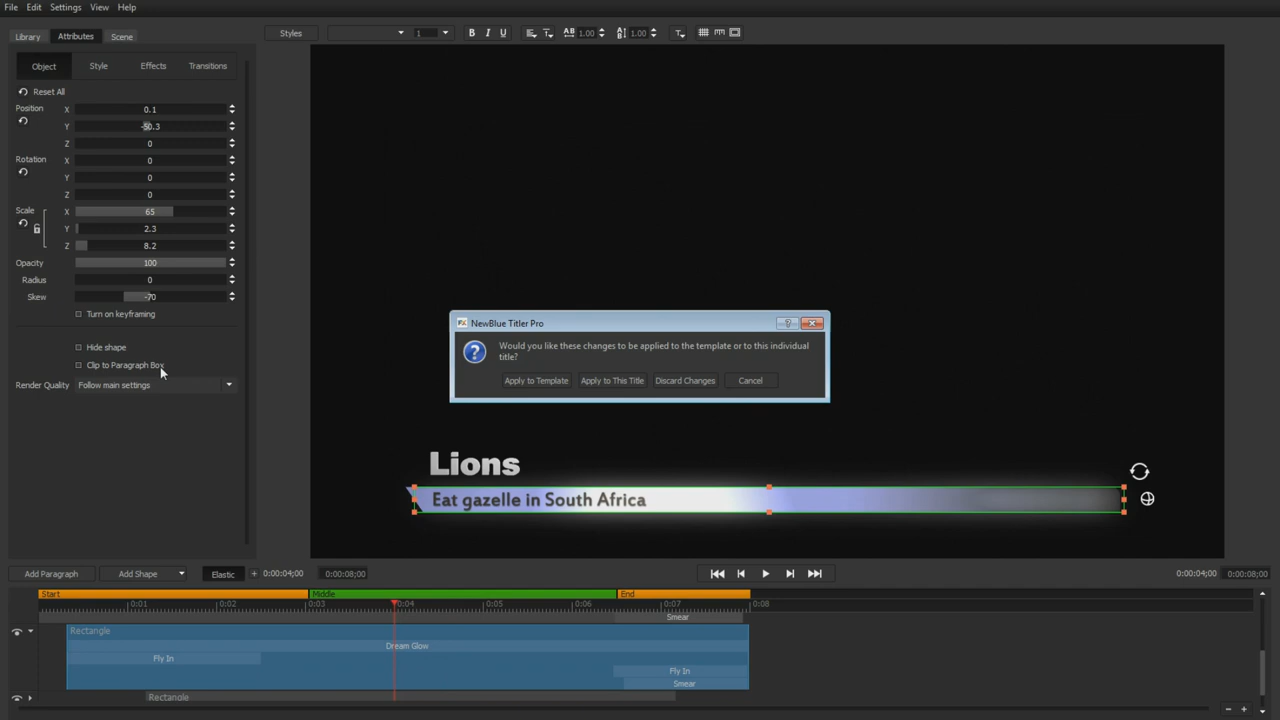 File Edit Settings View Help
Library Attributes Scene Styles 1 B I U AB 1.00 1.00 T
Object Style Effects Transitions
Reset All
Position X 0.1
Y -50.3
Z 0
Rotation X 0
Y 0
Z 0
Scale X 65
Y 2.3
Z 8.2
Opacity 100
Radius 0
Skew -70
Turn on keyframing
Hide shape
Clip to Paragraph Box
Render Quality Follow main settings
NewBlue Titler Pro
Would you like these changes to be applied to the template or to this individual
title?
Apply to Template Apply to This Title Discard Changes Cancel
Lions
Eat gazelle in South Africa
Add Paragraph Add Shape Elastic + 0:00:04;00 0:00:08;00 0:00:04;00 0:00:08;00
Start Middle End
0:01 0:02 0:03 0:04 0:05 0:06 0:07 0:08
Smear
Rectangle
Dream Glow
Fly In
Fly In
Smear
Rectangle